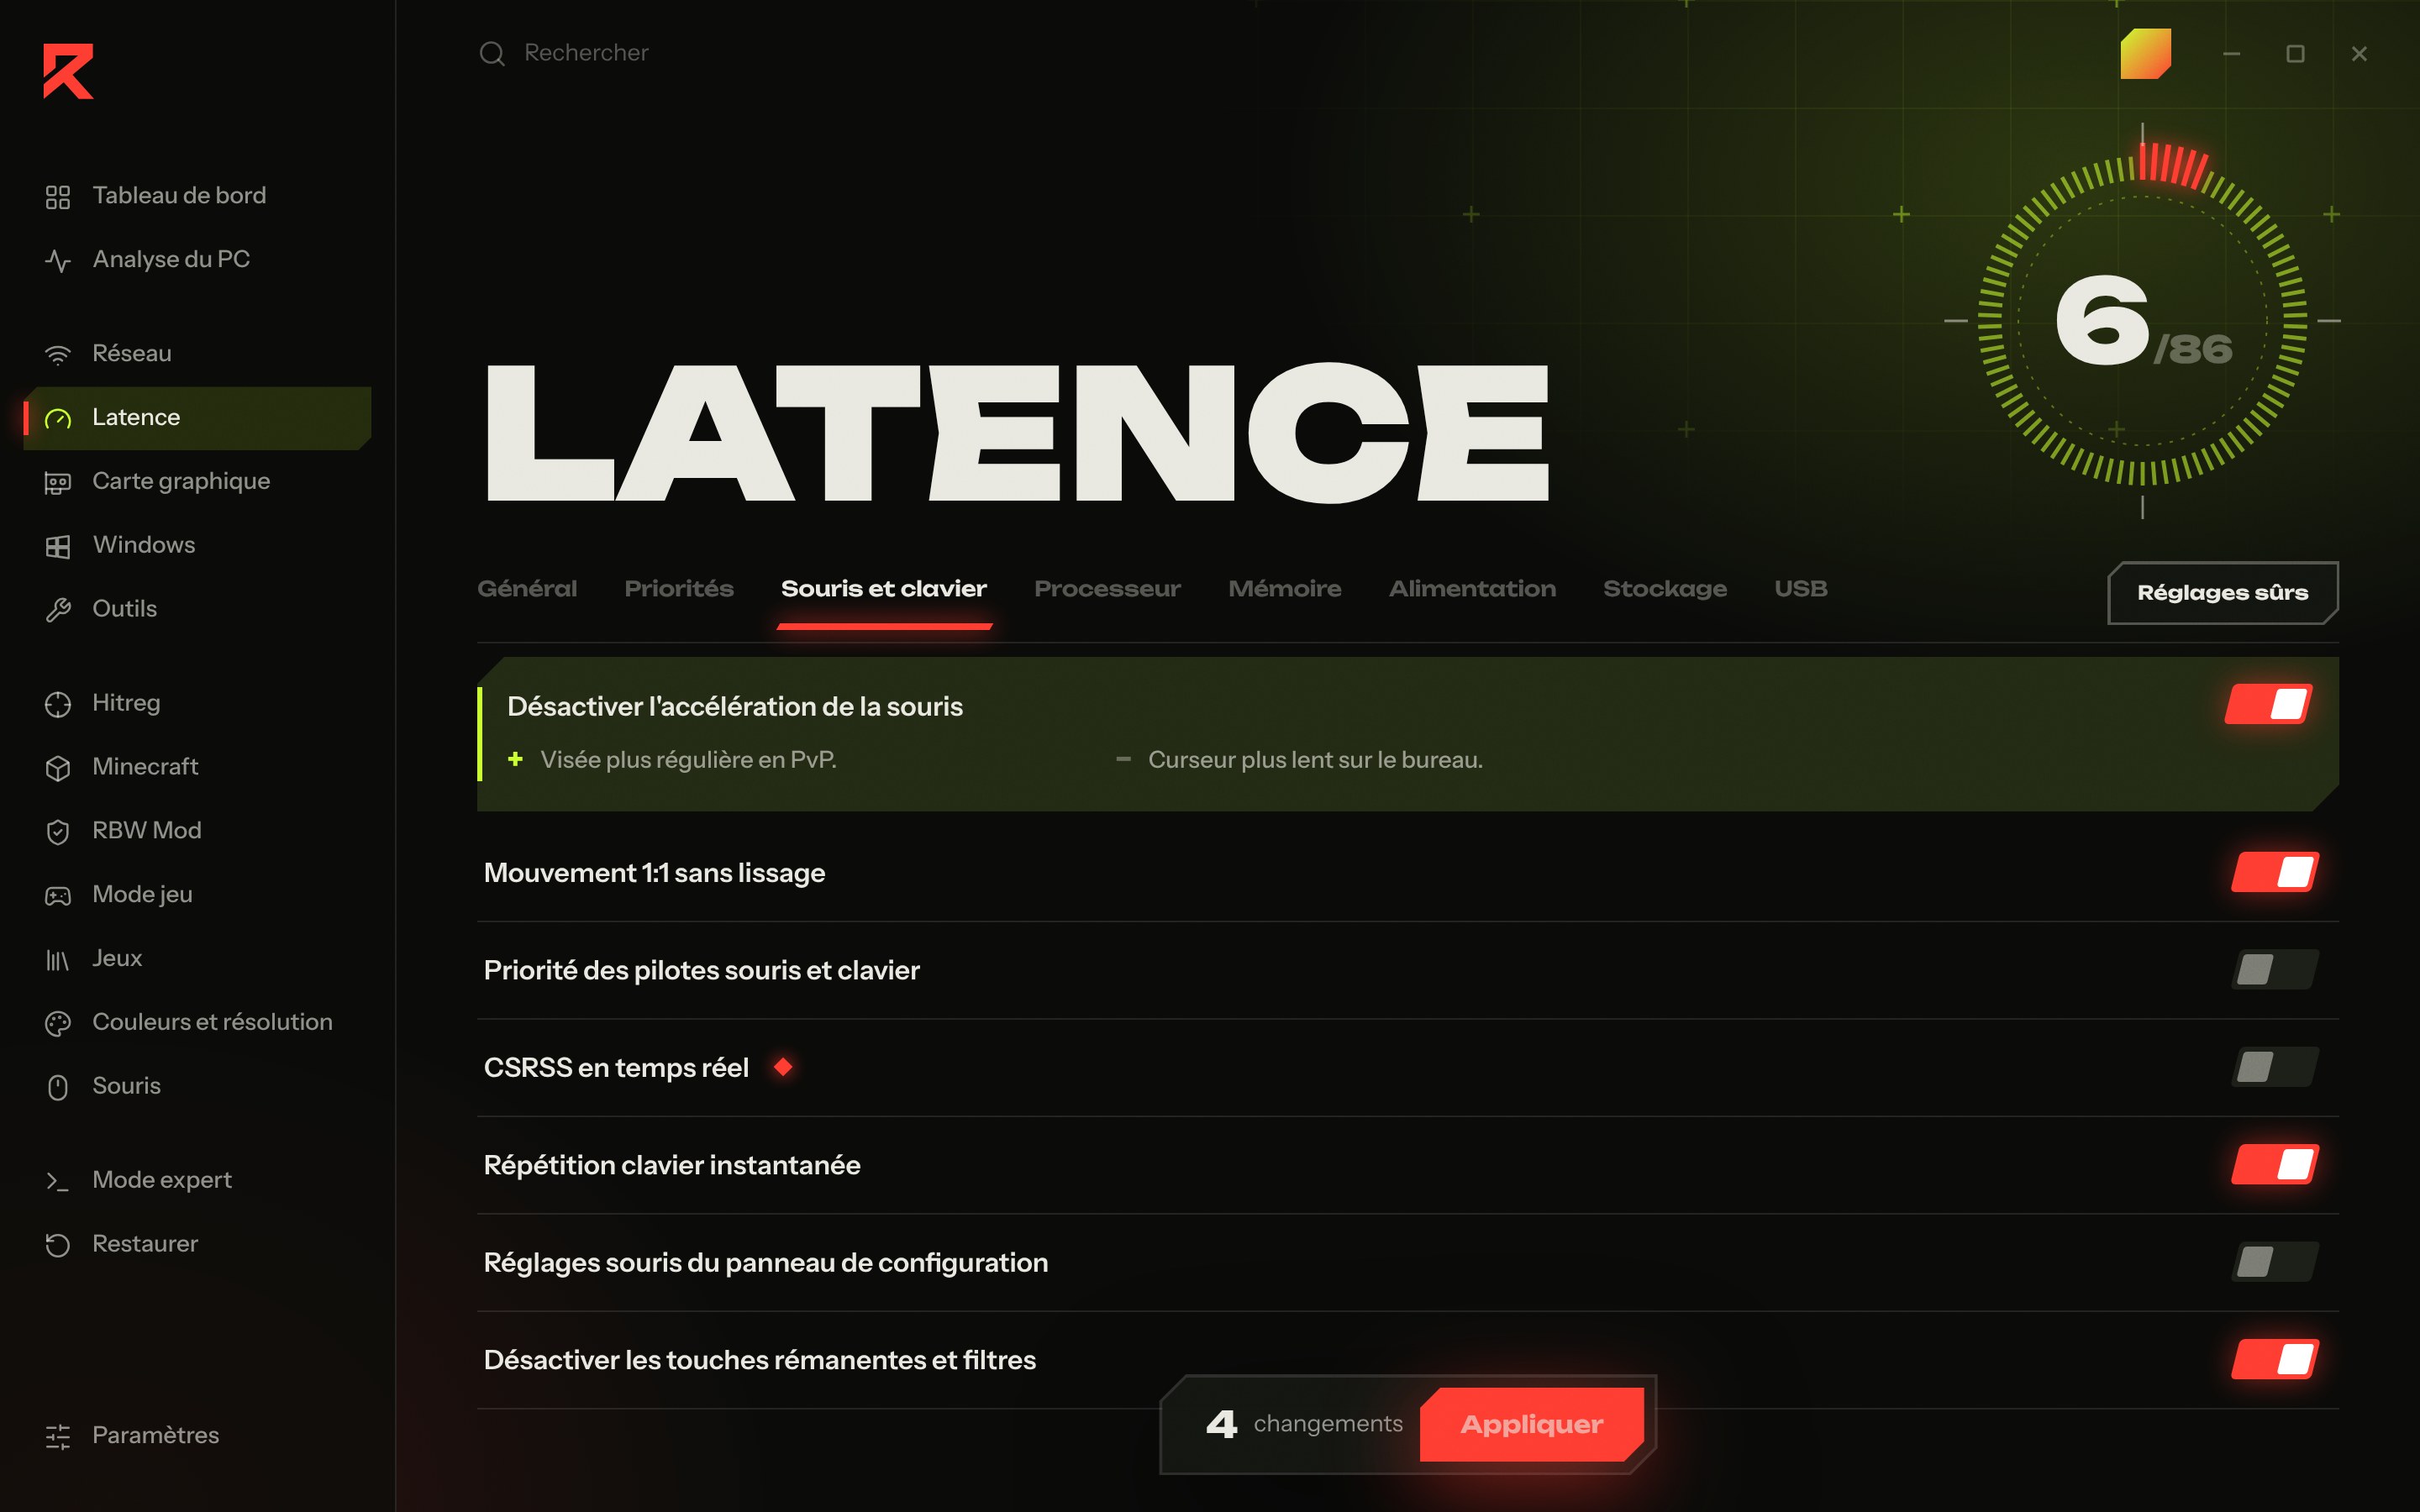 Rechercher
Tableau de bord
Analyse du PC
Réseau
Latence
Carte graphique
Windows
Outils
Hitreg
Minecraft
RBW Mod
Mode jeu
Jeux
Couleurs et résolution
Souris
Mode expert
Restaurer
Paramètres
6/86
LATENCE
Général Priorités Souris et clavier Processeur Mémoire Alimentation Stockage USB
Réglages sûrs
Désactiver l'accélération de la souris
+ Visée plus régulière en PvP. − Curseur plus lent sur le bureau.
Mouvement 1:1 sans lissage
Priorité des pilotes souris et clavier
CSRSS en temps réel
Répétition clavier instantanée
Réglages souris du panneau de configuration
Désactiver les touches rémanentes et filtres
4 changements Appliquer